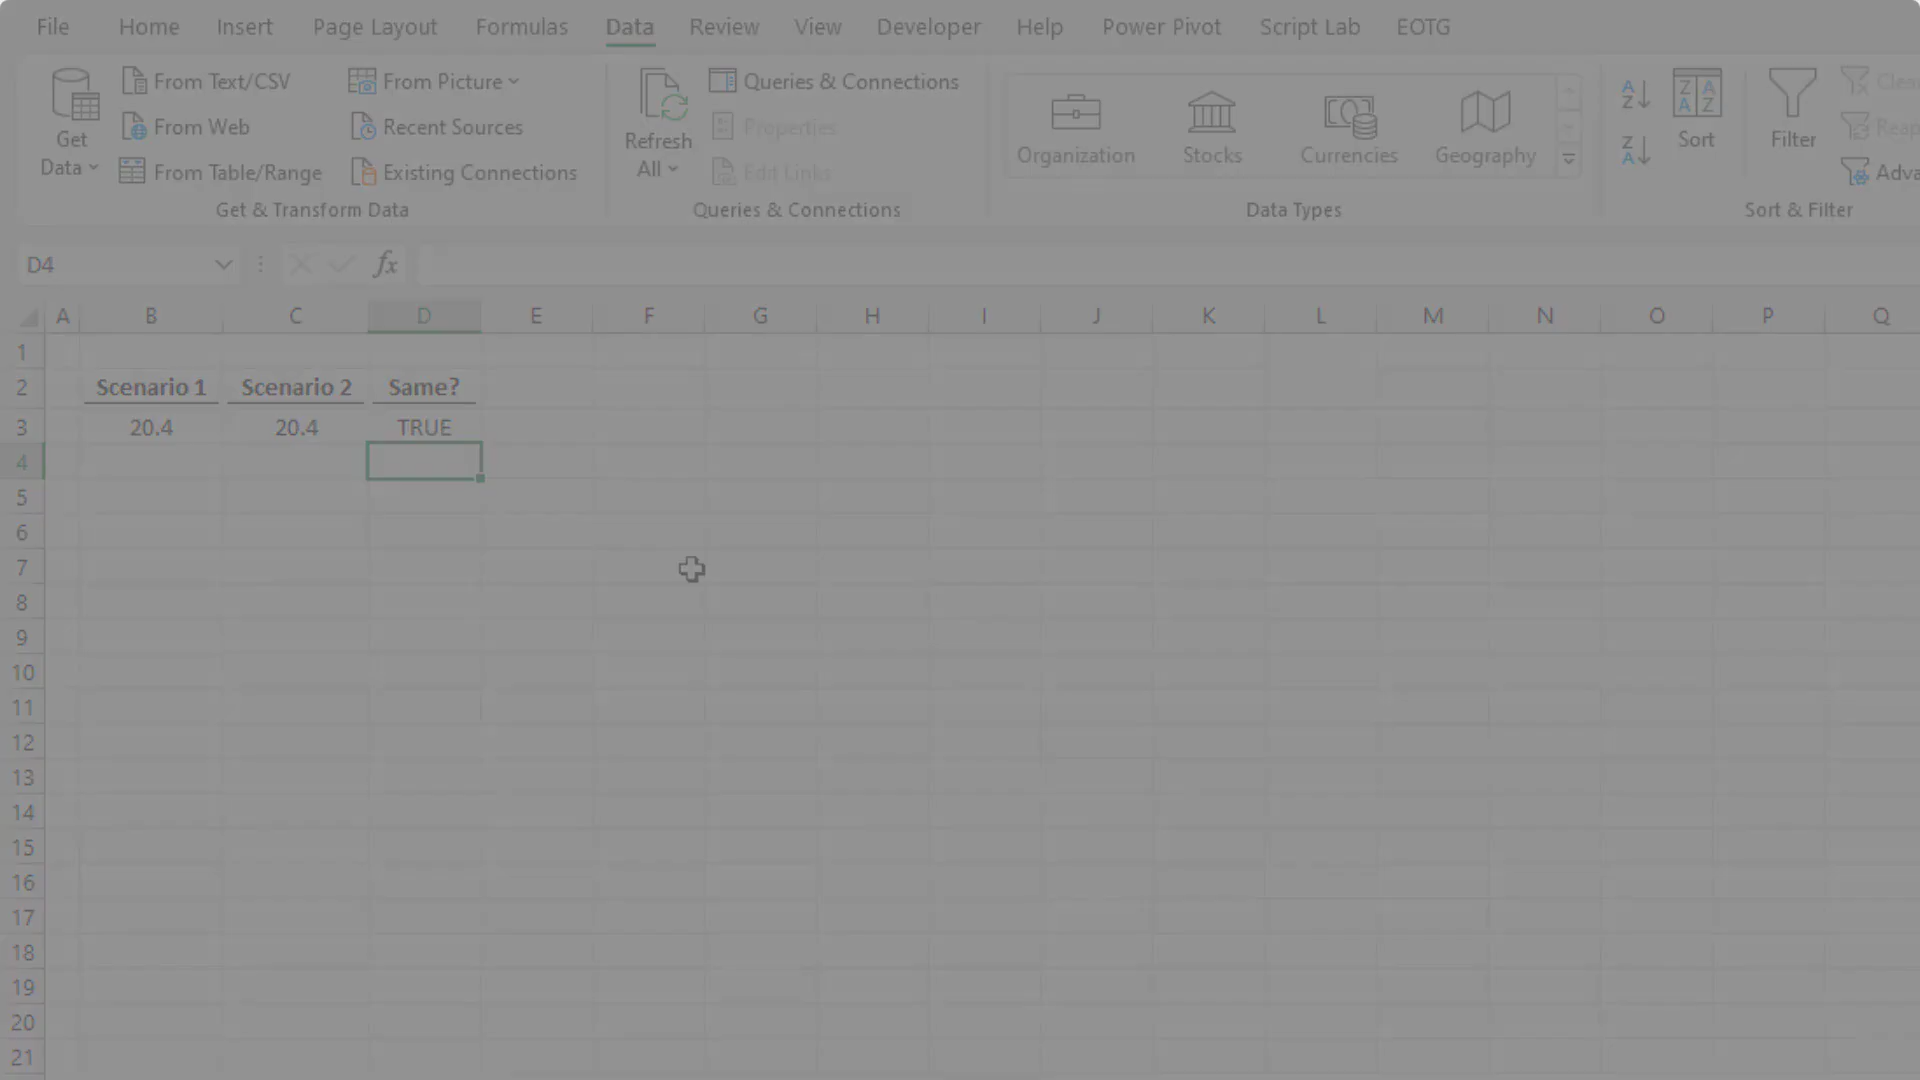 File Home Insert Page Layout Formulas Data Review View Developer Help Power Pivot Script Lab EOTG
Get Data
From Text/CSV
From Web
From Table/Range
From Picture
Recent Sources
Existing Connections
Get & Transform Data
Refresh All
Queries & Connections
Properties
Edit Links
Queries & Connections
Organization Stocks Currencies Geography
Data Types
A
Z
Z
A
Z A
A Z
Sort
Filter
Clea
Reap
Adva
Sort & Filter
D4 fx
A B C D E F G H I J K L M N O P Q
1
2 Scenario 1 Scenario 2 Same?
3 20.4 20.4 TRUE
4
5
6
7
8
9
10
11
12
13
14
15
16
17
18
19
20
21